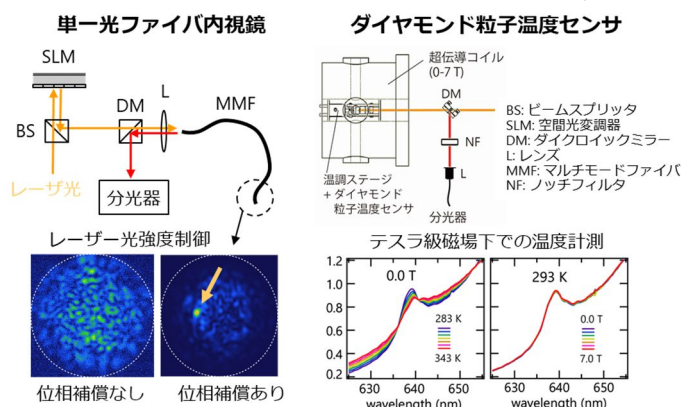 単一光ファイバ内視鏡
SLM
BS
DM
L
MMF
レーザ光
分光器
レーザー光強度制御
位相補償なし
位相補償あり
ダイヤモンド粒子温度センサ
超伝導コイル
(0-7 T)
DM
NF
L
温調ステージ
+ ダイヤモンド
粒子温度センサ
分光器
BS: ビームスプリッタ
SLM: 空間光変調器
DM: ダイクロイックミラー
L: レンズ
MMF: マルチモードファイバ
NF: ノッチフィルタ
テスラ級磁場下での温度計測
1.2
1.0
0.8
0.6
0.4
0.2
0.0 T
283 K
343 K
630 640 650
wavelength (nm)
293 K
0.0 T
7.0 T
630 640 650
wavelength (nm)